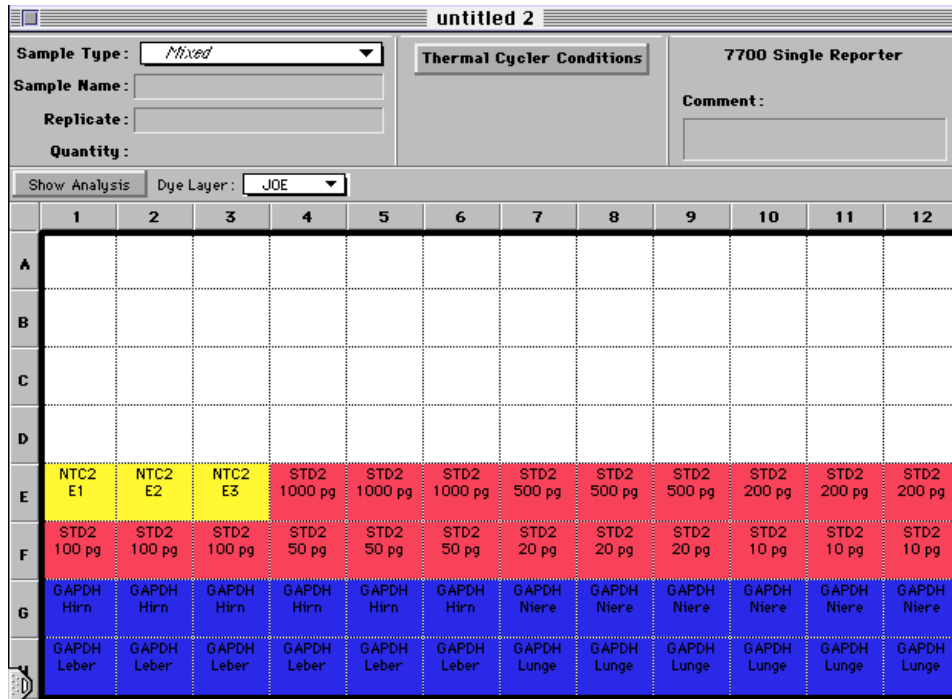 untitled 2
Sample Type: Mixed
Thermal Cycler Conditions
7700 Single Reporter
Sample Name:
Comment:
Replicate:
Quantity:
Show Analysis Dye Layer: JOE
1 2 3 4 5 6 7 8 9 10 11 12
A
B
C
D
NTC2 NTC2 NTC2 STD2 STD2 STD2 STD2 STD2 STD2 STD2 STD2 STD2
E E1 E2 E3 1000 pg 1000 pg 1000 pg 500 pg 500 pg 500 pg 200 pg 200 pg 200 pg
STD2 STD2 STD2 STD2 STD2 STD2 STD2 STD2 STD2 STD2 STD2 STD2
F 100 pg 100 pg 100 pg 50 pg 50 pg 50 pg 20 pg 20 pg 20 pg 10 pg 10 pg 10 pg
GAPDH GAPDH GAPDH GAPDH GAPDH GAPDH GAPDH GAPDH GAPDH GAPDH GAPDH GAPDH
G Hirn Hirn Hirn Hirn Hirn Hirn Niere Niere Niere Niere Niere Niere
GAPDH GAPDH GAPDH GAPDH GAPDH GAPDH GAPDH GAPDH GAPDH GAPDH GAPDH GAPDH
H Leber Leber Leber Leber Leber Leber Lunge Lunge Lunge Lunge Lunge Lunge